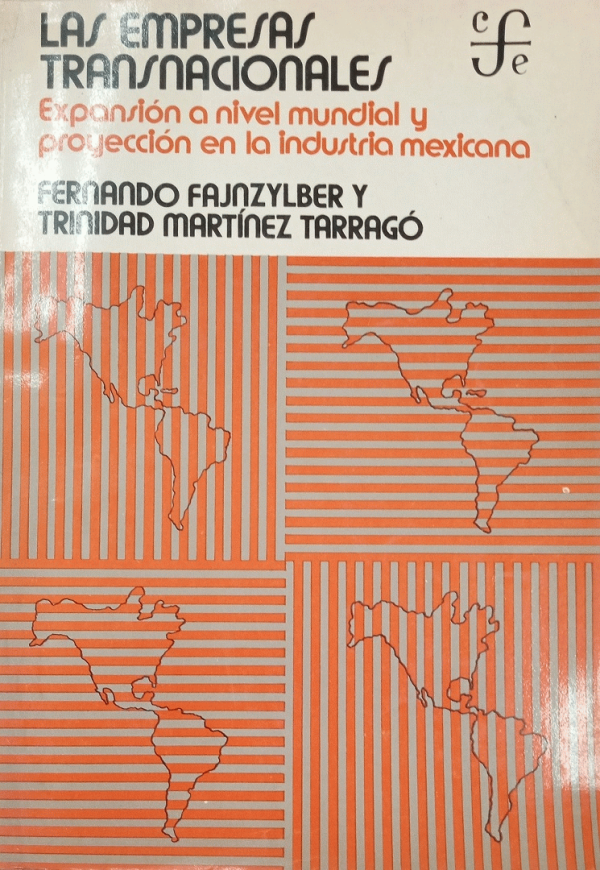 LAS EMPRESAS
TRANSNACIONALES
Expansión a nivel mundial y
proyección en la industria mexicana
FERNANDO FAJNZYLBER Y
TRINIDAD MARTÍNEZ TARRAGÓ
cfe